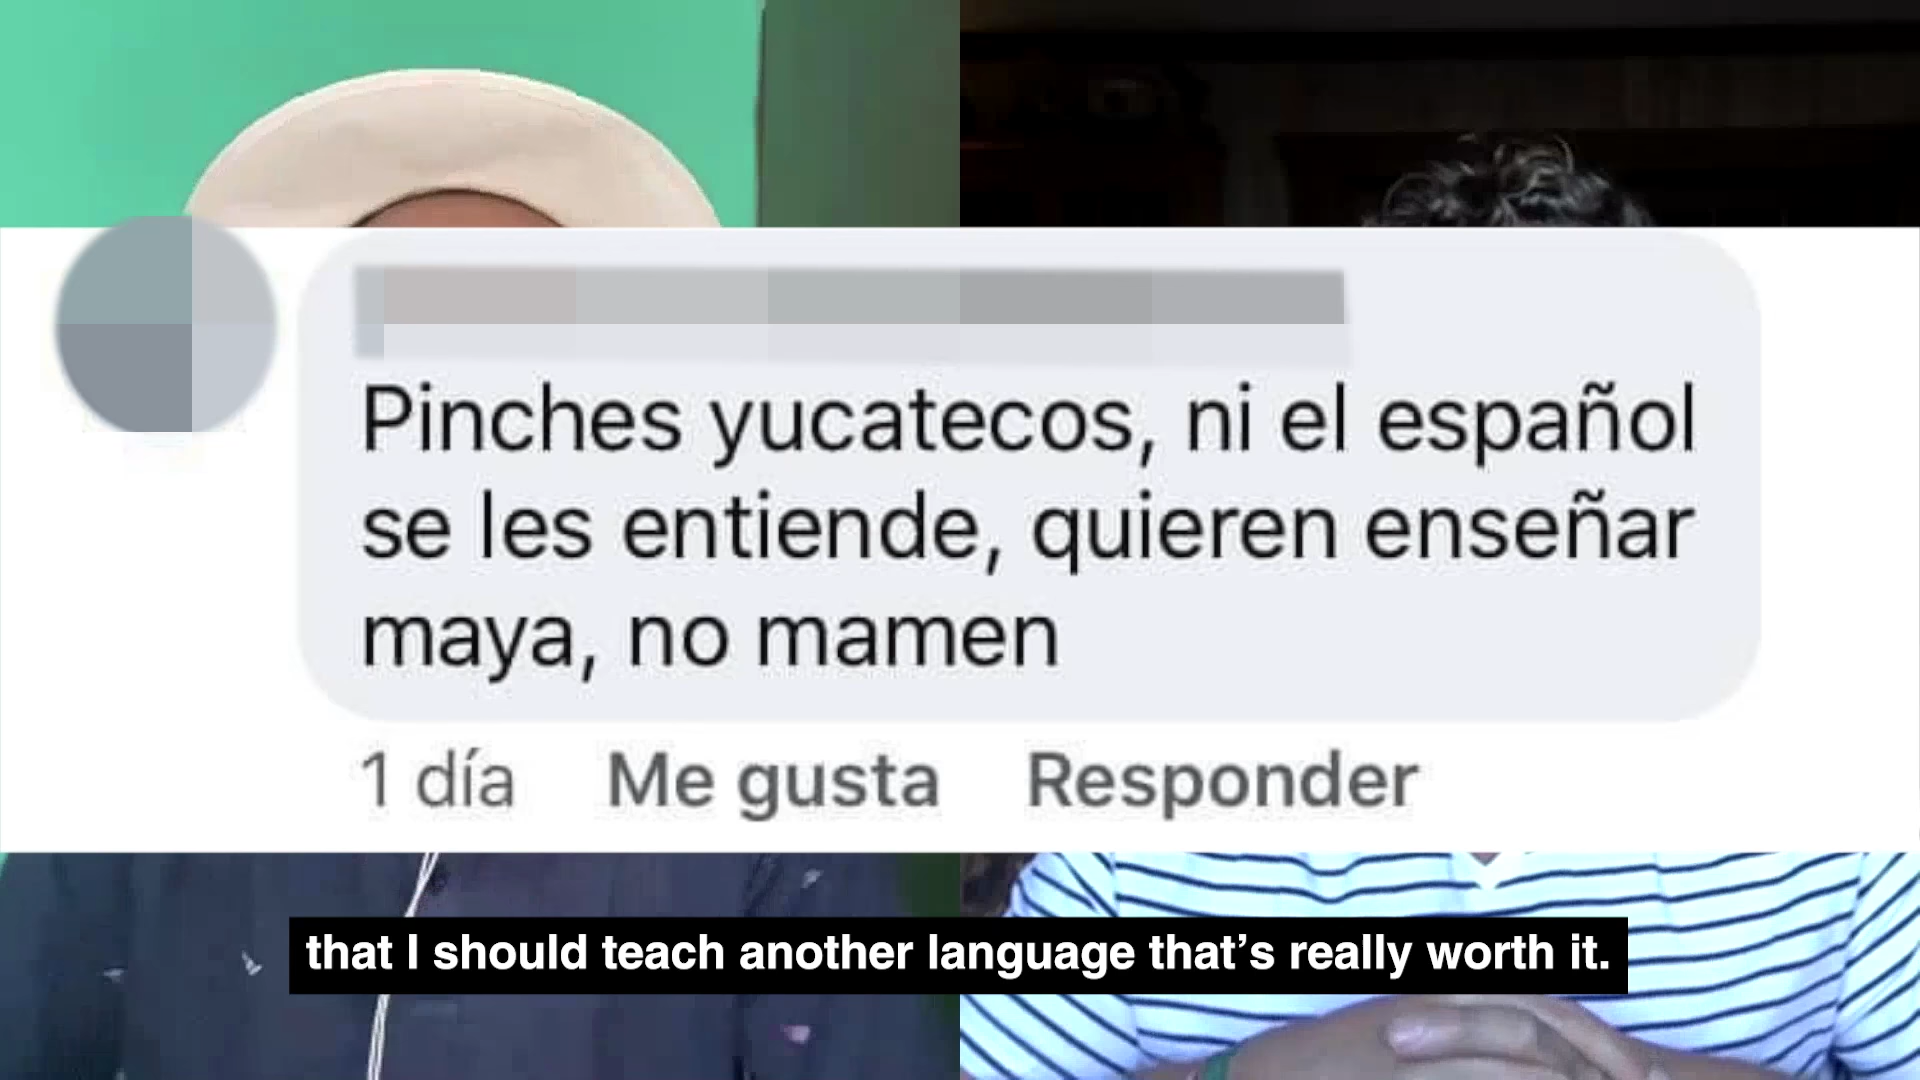 Pinches yucatecos, ni el español
se les entiende, quieren enseñar
maya, no mamen
1 día Me gusta Responder
that I should teach another language that’s really worth it.